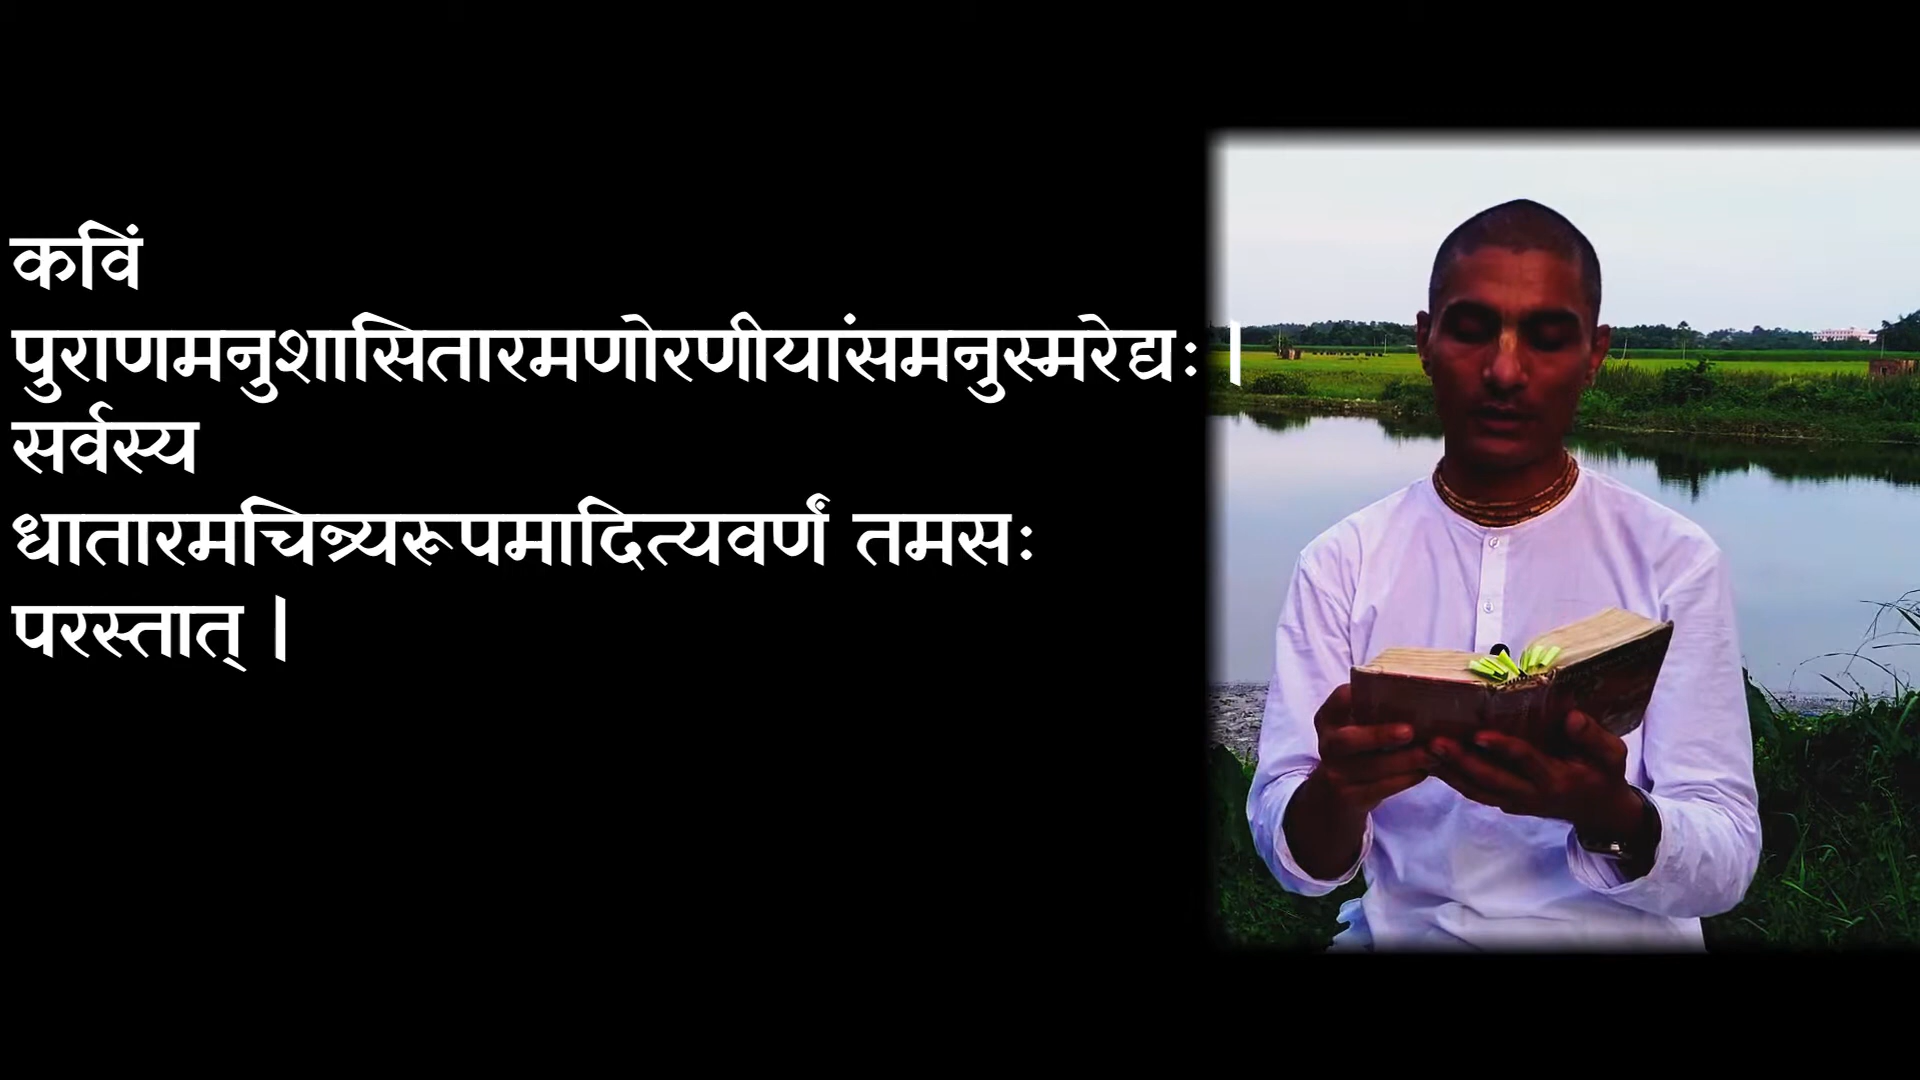 कविं
पुराणमनुशासितारमणोरणीयांसमनुस्मरेद्यः ।
सर्वस्य
धातारमचिन्त्यरूपमादित्यवर्णं तमसः
परस्तात् ।